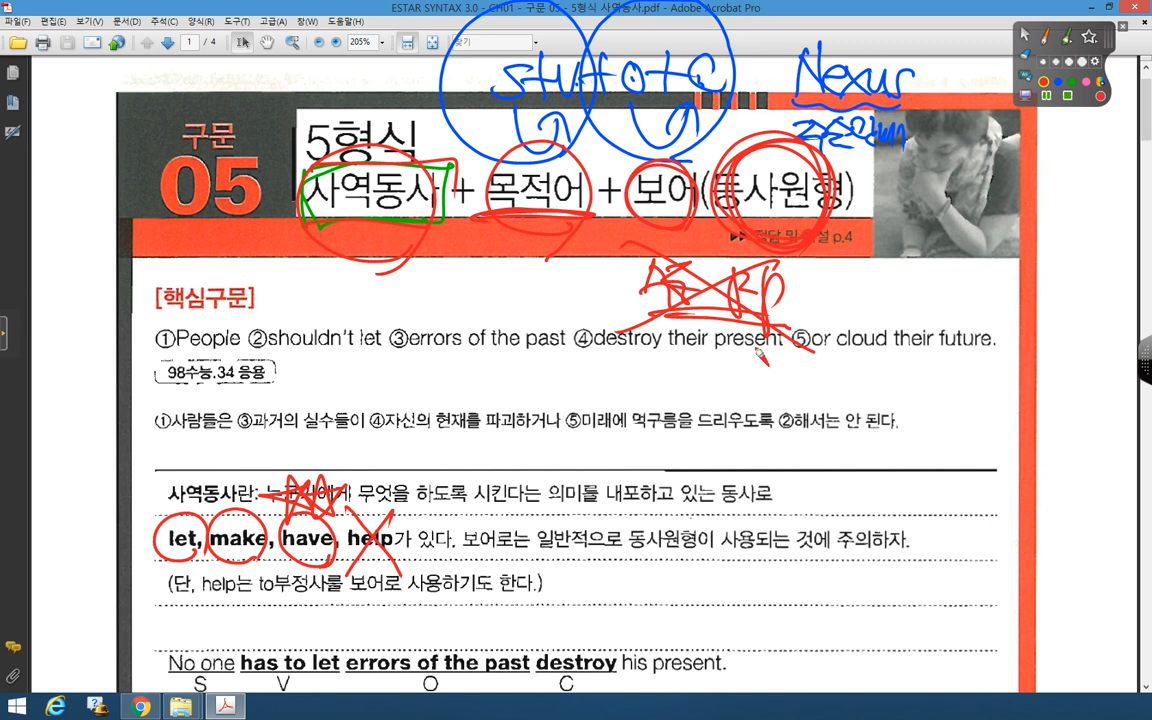 ESTAR SYNTAX 3.0 - CH01 - 구문 05 - 5형식 사역동사.pdf - Adobe Acrobat Pro
파일(F) 편집(E) 보기(V) 문서(D) 주석(C) 양식(R) 도구(T) 고급(A) 창(W) 도움말(H)
1 / 4 205% 찾기
S+V+O+C Nexus
구문
05
5형식
사역동사 + 목적어 + 보어(동사원형)
▶▶ 정답 및 해설 p.4
[핵심구문]
①People ②shouldn't let ③errors of the past ④destroy their present ⑤or cloud their future.
98수능.34 응용
①사람들은 ③과거의 실수들이 ④자신의 현재를 파괴하거나 ⑤미래에 먹구름을 드리우도록 ②해서는 안 된다.
사역동사란: 누군가에게 무엇을 하도록 시킨다는 의미를 내포하고 있는 동사로
let, make, have, help가 있다. 보어로는 일반적으로 동사원형이 사용되는 것에 주의하자.
(단, help는 to부정사를 보어로 사용하기도 한다.)
No one has to let errors of the past destroy his present.
S V O C